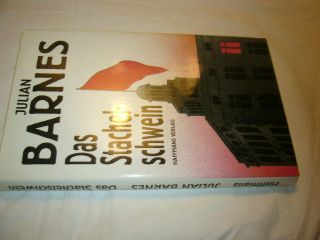 JULIAN
BARNES
Das
Stachel-
schwein
HAFFMANS VERLAG
Haffmans JULIAN BARNES Das Stachelschwein